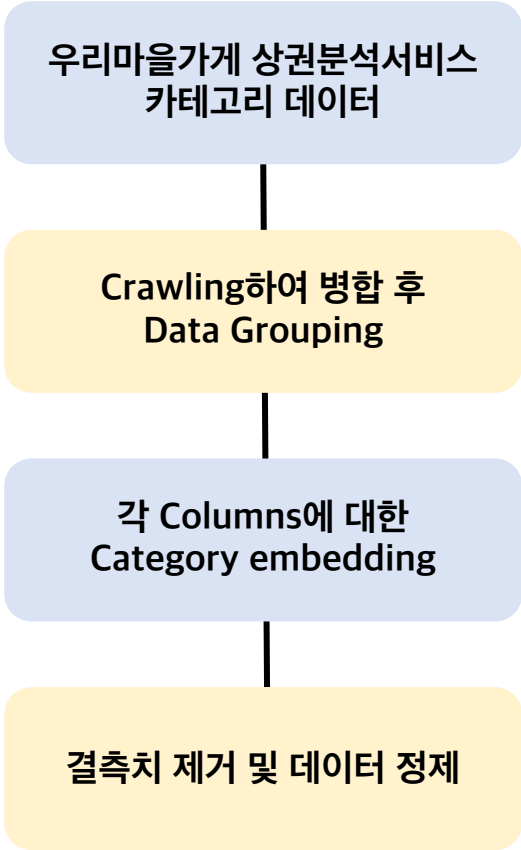 우리마을가게 상권분석서비스
카테고리 데이터
Crawling하여 병합 후
Data Grouping
각 Columns에 대한
Category embedding
결측치 제거 및 데이터 정제